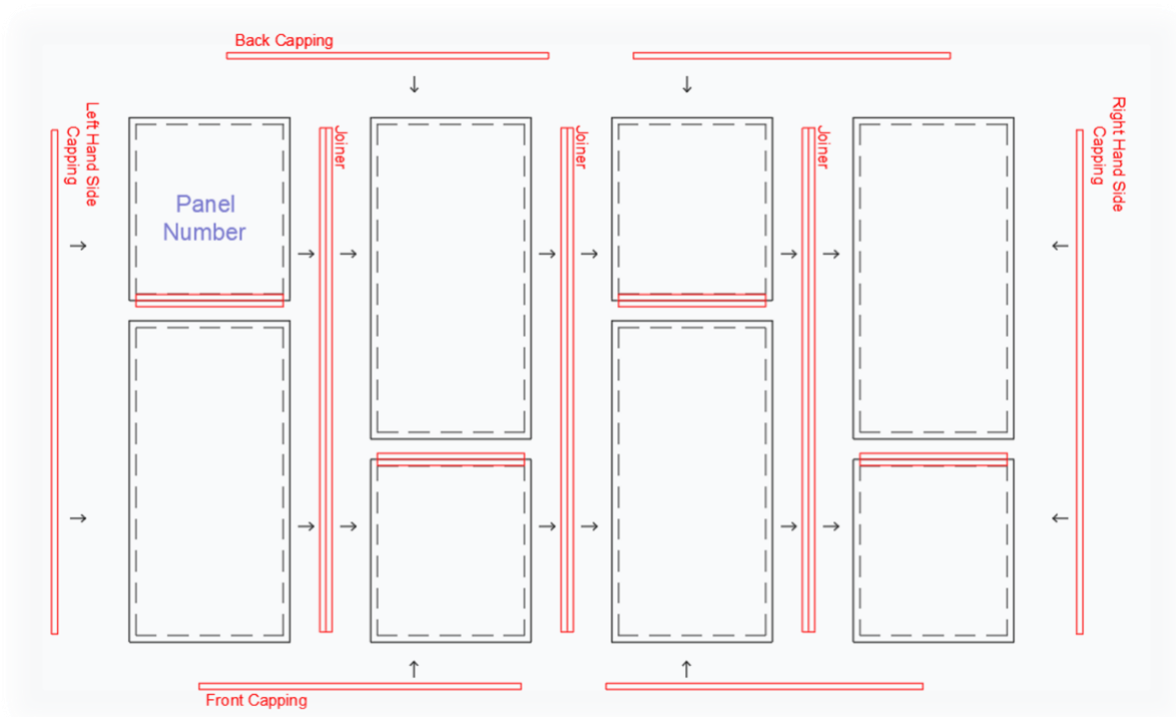 Back Capping
Left Hand Side
Capping
Panel
Number
Joiner
Joiner
Joiner
Right Hand Side
Capping
Front Capping